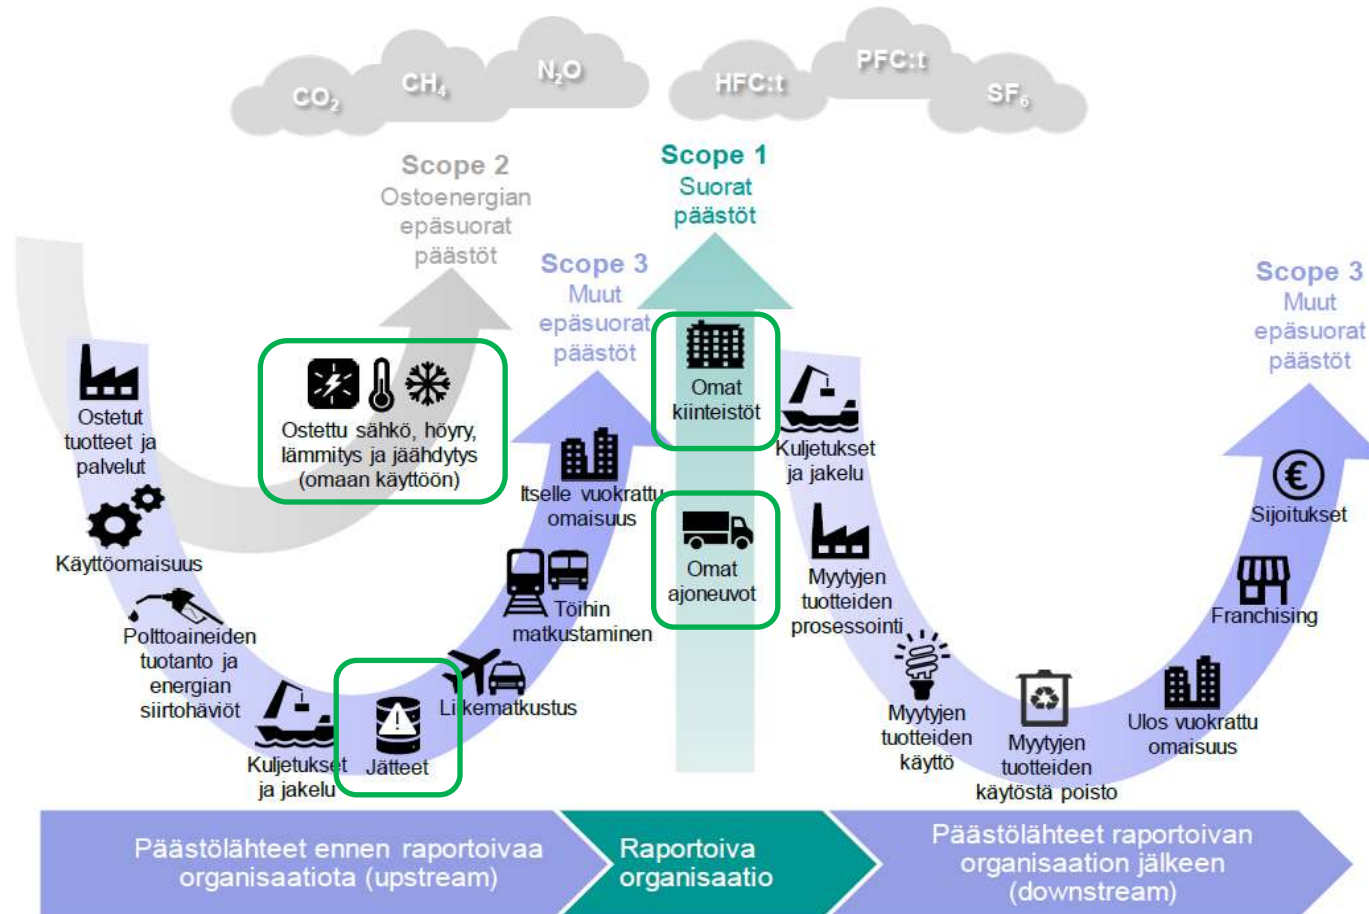 CO₂
CH₄
N₂O
HFC:t
PFC:t
SF₆
Scope 2
Ostoenergian
epäsuorat
päästöt
Scope 3
Muut
epäsuorat
päästöt
Scope 1
Suorat
päästöt
Scope 3
Muut
epäsuorat
päästöt
Ostetut
tuotteet ja
palvelut
Käyttöomaisuus
Polttoaineiden
tuotanto ja
energian
siirtohäviöt
Kuljetukset
ja jakelu
Jätteet
Liikematkustus
Töihin
matkustaminen
Itselle vuokrattu
omaisuus
Ostettu sähkö, höyry,
lämmitys ja jäähdytys
(omaan käyttöön)
Omat
kiinteistöt
Omat
ajoneuvot
Kuljetukset
ja jakelu
Myytyjen
tuotteiden
prosessointi
Myytyjen
tuotteiden
käyttö
Myytyjen
tuotteiden
käytöstä poisto
Ulos vuokrattu
omaisuus
Franchising
€
Sijoitukset
Päästölähteet ennen raportoivaa
organisaatiota (upstream)
Raportoiva
organisaatio
Päästölähteet raportoivan
organisaation jälkeen
(downstream)